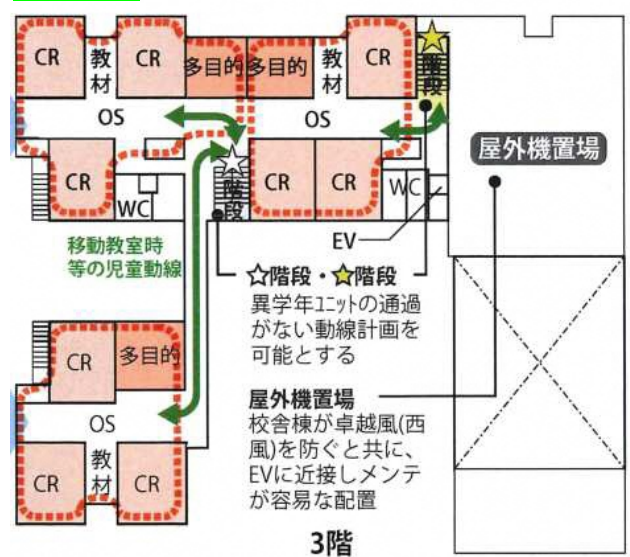 CR
教材
CR
多目的
多目的
CR
教材
CR
階段
OS
OS
屋外機置場
CR
階段
CR
CR
WC
WC
EV
移動教室時
等の児童動線
☆階段・★階段
異学年ユニットの通過
がない動線計画を
可能とする
CR
多目的
OS
屋外機置場
校舎棟が卓越風(西
風)を防ぐと共に、
EVに近接しメンテ
が容易な配置
CR
教材
CR
3階